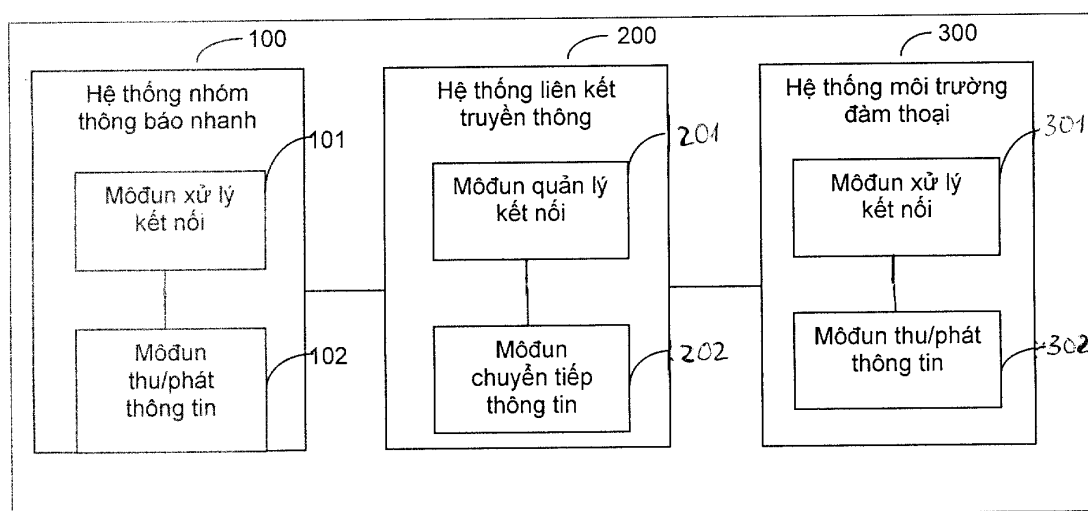 100
200
300
Hệ thống nhóm
thông báo nhanh
101
Môđun xử lý
kết nối
Môđun
thu/phát
thông tin
102
Hệ thống liên kết
truyền thông
201
Môđun quản lý
kết nối
Môđun
chuyển tiếp
thông tin
202
Hệ thống môi trường
đàm thoại
301
Môđun xử lý
kết nối
Môđun thu/phát
thông tin
302